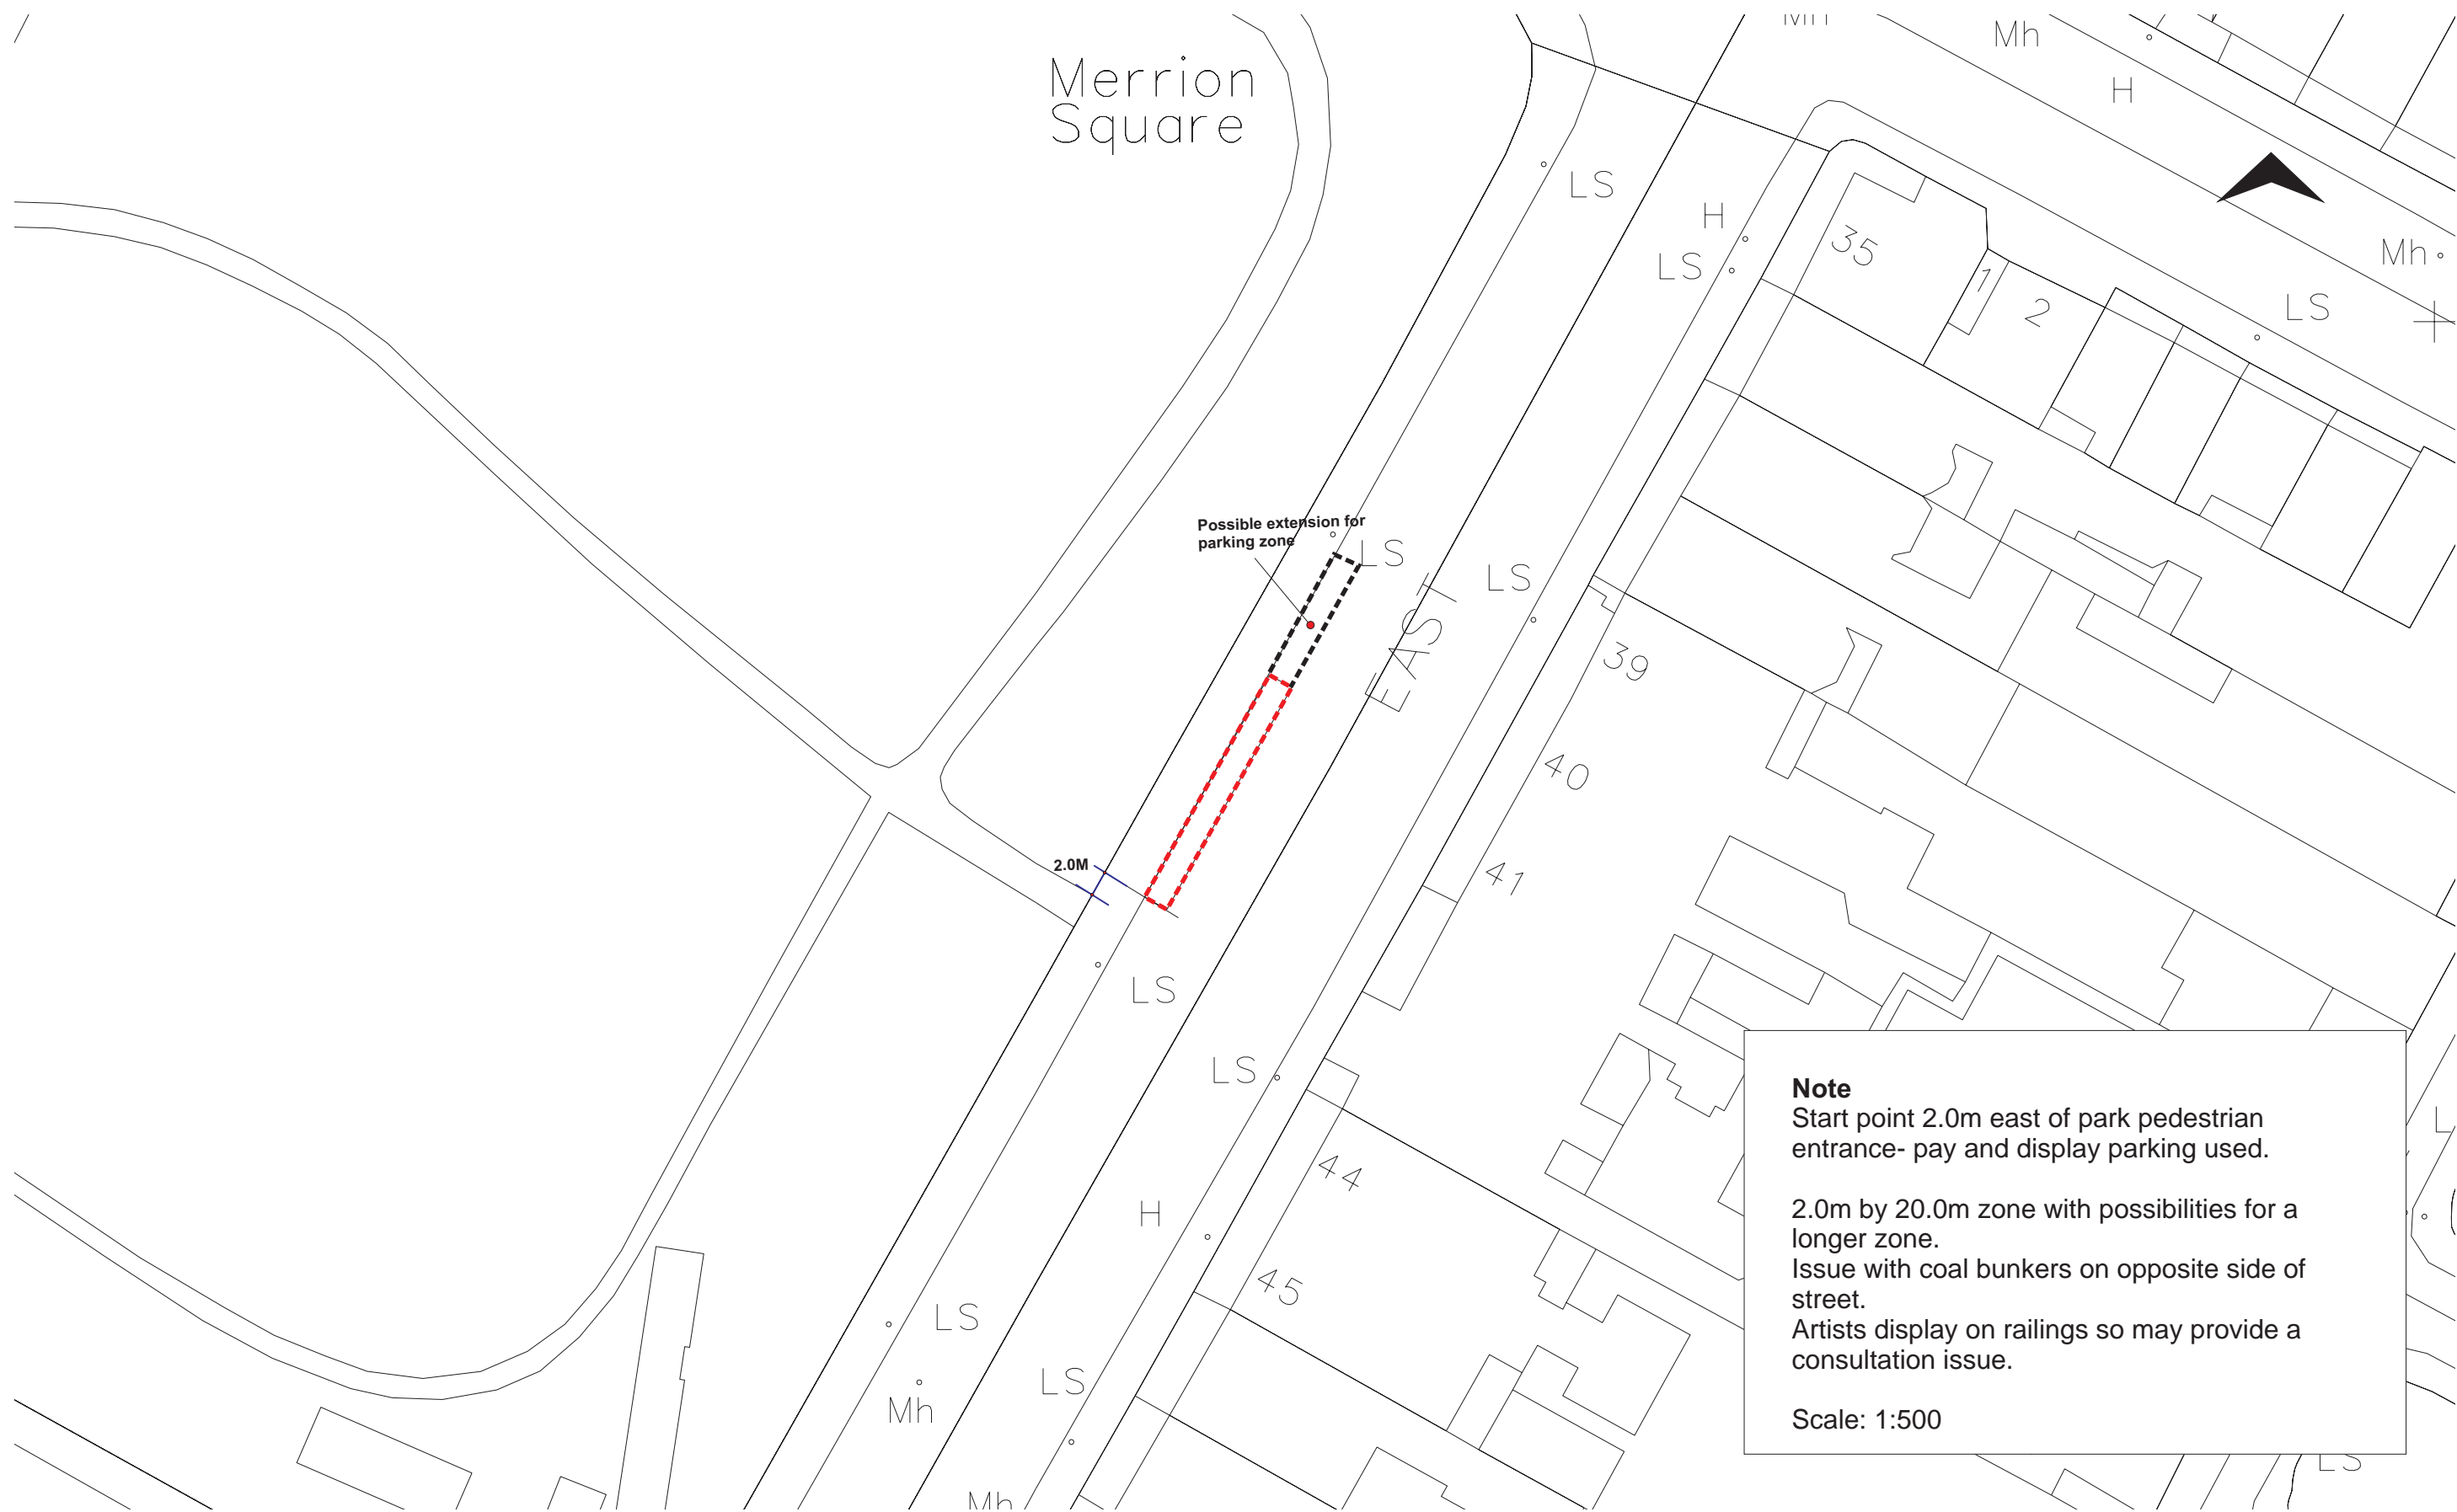 Mh
Mh
H
Merrion
Square
LS
H
LS
35
1
2
Mh
LS
Possible extension for
parking zone
LS
LS
EAST
39
40
41
2.0M
LS
LS
44
H
45
LS
LS
Mh
Mh
Note
Start point 2.0m east of park pedestrian
entrance- pay and display parking used.
2.0m by 20.0m zone with possibilities for a
longer zone.
Issue with coal bunkers on opposite side of
street.
Artists display on railings so may provide a
consultation issue.
Scale: 1:500
LS